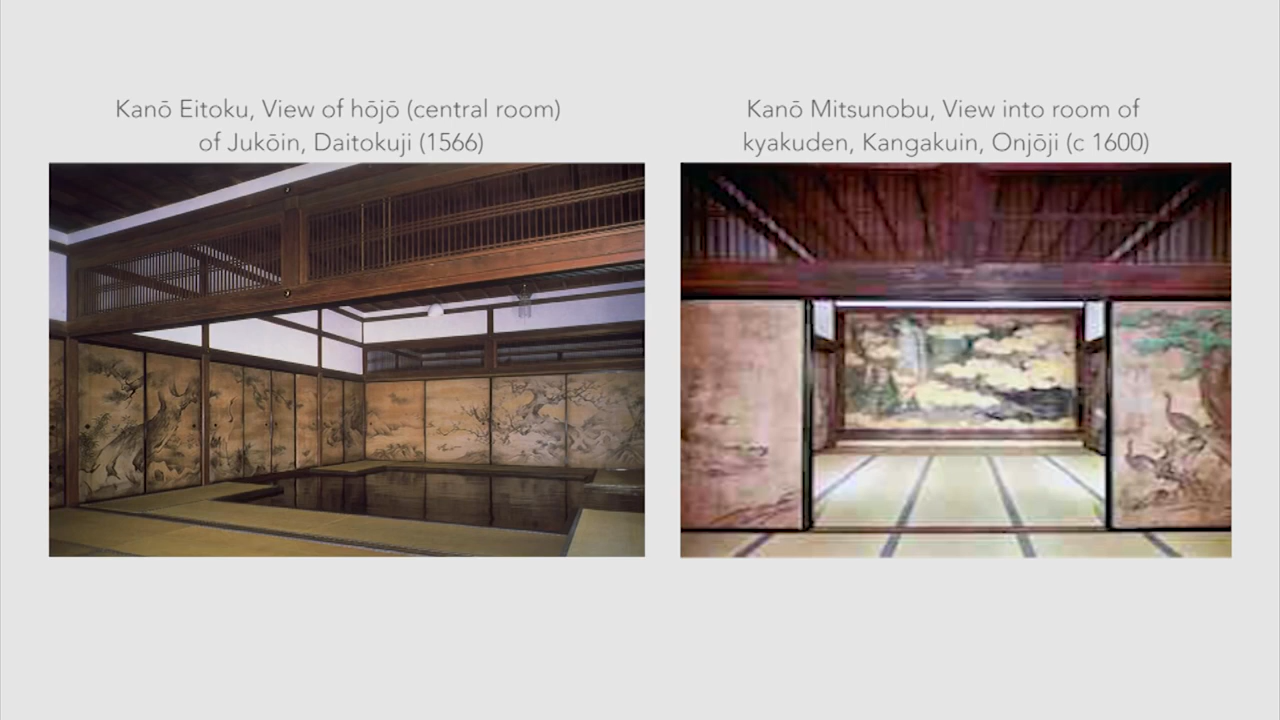 Kanō Eitoku, View of hōjō (central room)
of Jukōin, Daitokuji (1566)
Kanō Mitsunobu, View into room of
kyakuden, Kangakuin, Onjōji (c 1600)